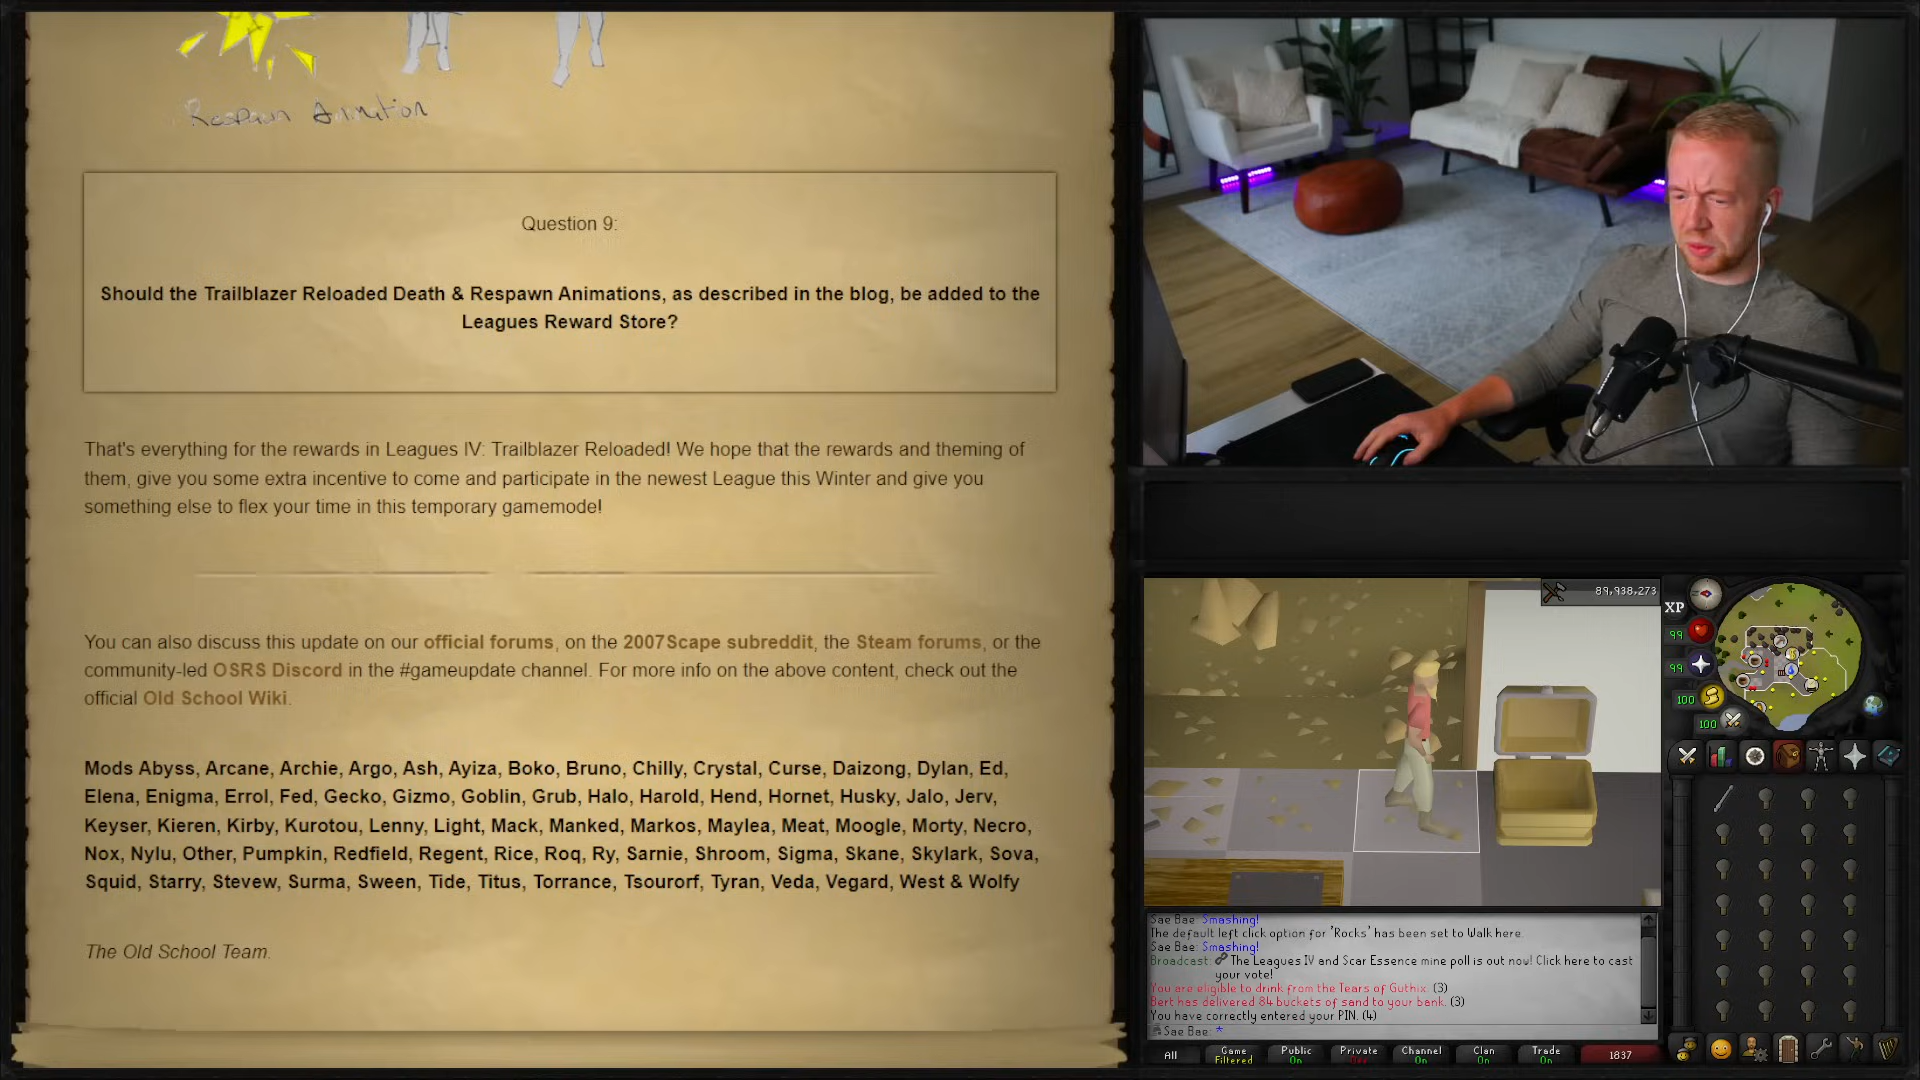 Respawn Animation
Question 9:
Should the Trailblazer Reloaded Death & Respawn Animations, as described in the blog, be added to the
Leagues Reward Store?
That's everything for the rewards in Leagues IV: Trailblazer Reloaded! We hope that the rewards and theming of
them, give you some extra incentive to come and participate in the newest League this Winter and give you
something else to flex your time in this temporary gamemode!
You can also discuss this update on our official forums, on the 2007Scape subreddit, the Steam forums, or the
community-led OSRS Discord in the #gameupdate channel. For more info on the above content, check out the
official Old School Wiki.
Mods Abyss, Arcane, Archie, Argo, Ash, Ayiza, Boko, Bruno, Chilly, Crystal, Curse, Daizong, Dylan, Ed,
Elena, Enigma, Errol, Fed, Gecko, Gizmo, Goblin, Grub, Halo, Harold, Hend, Hornet, Husky, Jalo, Jerv,
Keyser, Kieren, Kirby, Kurotou, Lenny, Light, Mack, Manked, Markos, Maylea, Meat, Moogle, Morty, Necro,
Nox, Nylu, Other, Pumpkin, Redfield, Regent, Rice, Roq, Ry, Sarnie, Shroom, Sigma, Skane, Skylark, Sova,
Squid, Starry, Stevew, Surma, Sween, Tide, Titus, Torrance, Tsourorf, Tyran, Veda, Vegard, West & Wolfy
The Old School Team.
89,938,273
XP
99
99
100
100
Sae Bae: Smashing!
The default left click option for 'Rocks' has been set to Walk here.
Sae Bae: Smashing!
Broadcast: The Leagues IV and Scar Essence mine poll is out now! Click here to cast
your vote!
You are eligible to drink from the Tears of Guthix. (3)
Bert has delivered 84 buckets of sand to your bank. (3)
You have correctly entered your PIN. (4)
Sae Bae: *
All
Game
Filtered
Public
On
Private
Off
Channel
On
Clan
On
Trade
On
1837